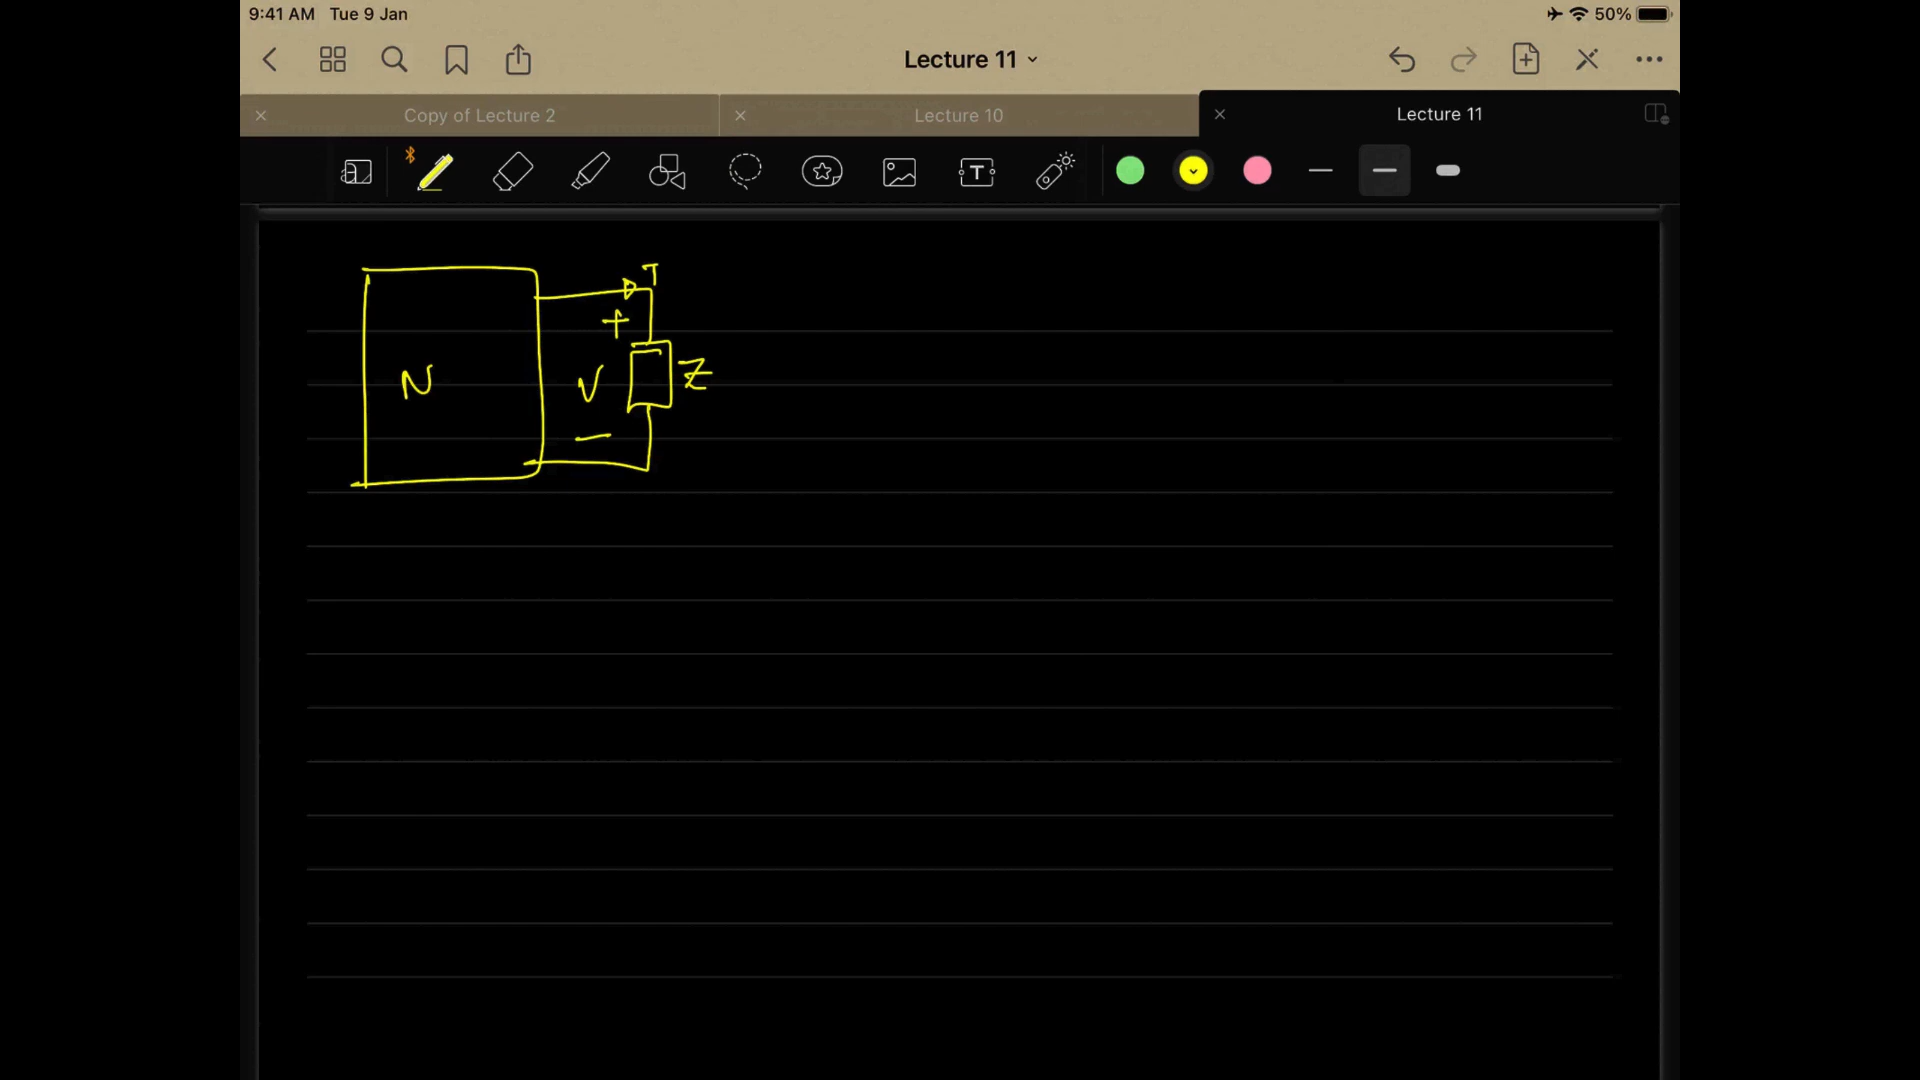 9:41 AM Tue 9 Jan 50%
Lecture 11
Copy of Lecture 2 Lecture 10 Lecture 11
T
I
+
N V Z
–